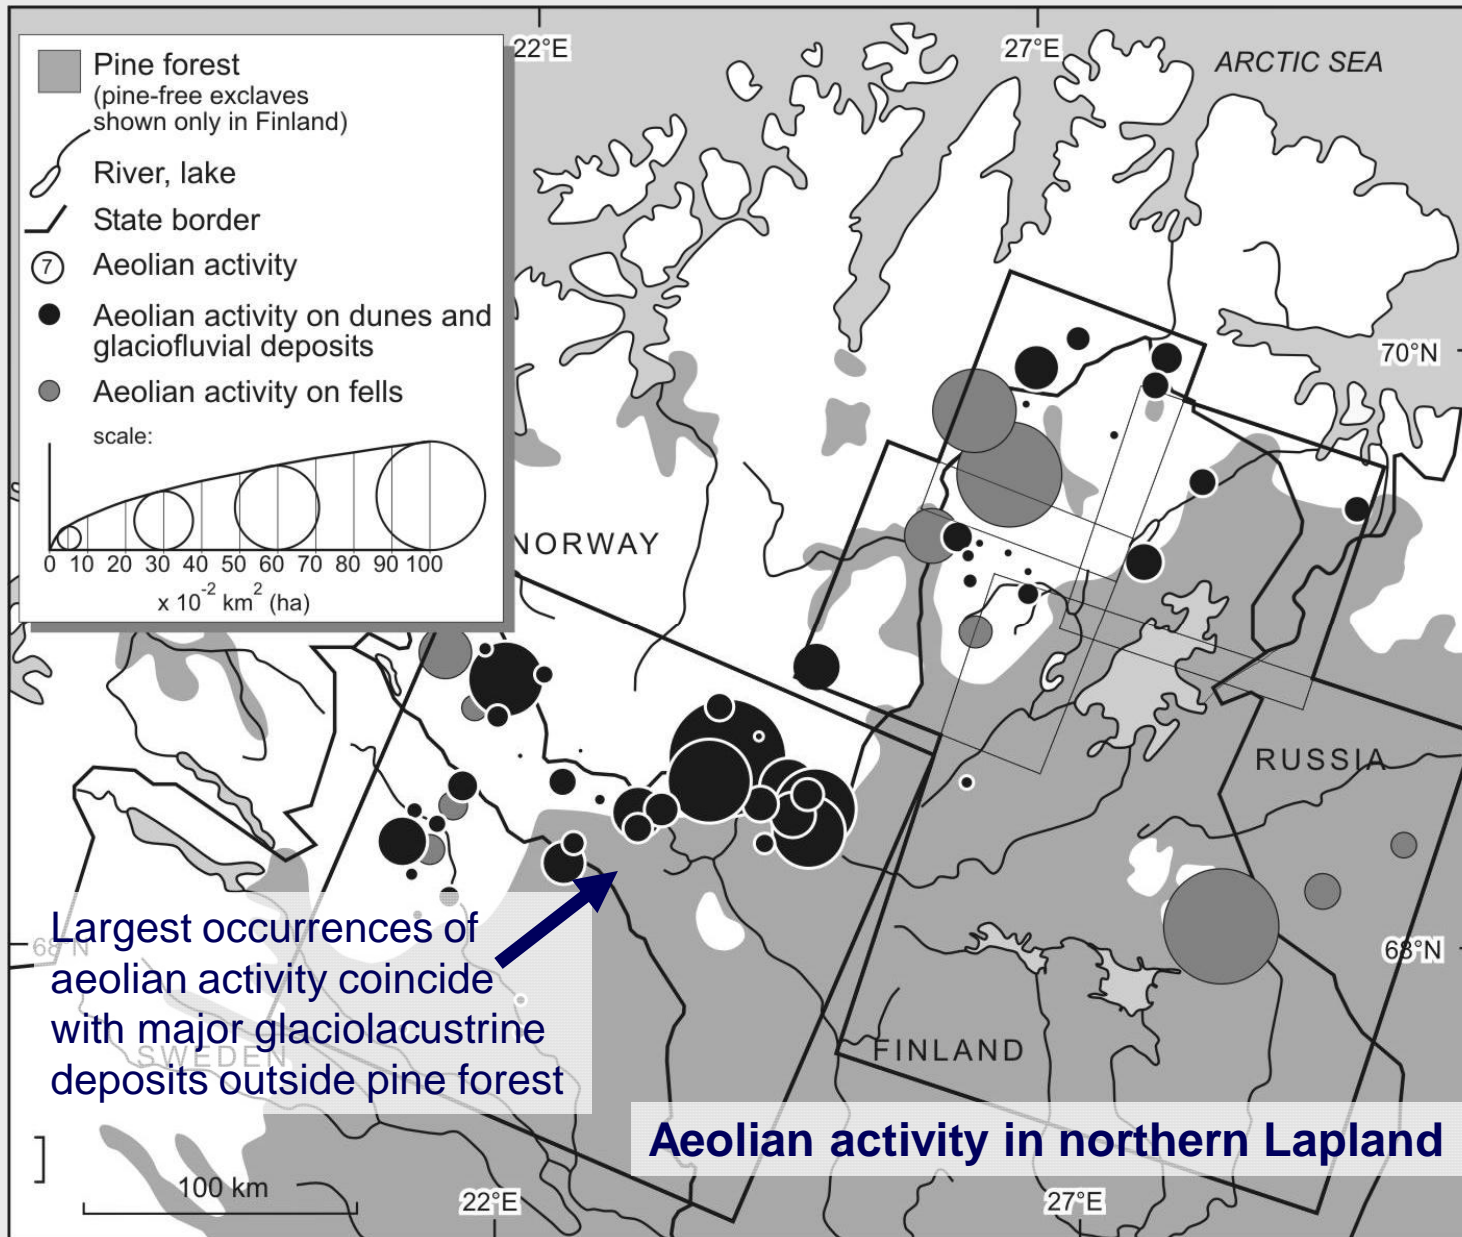 22°E
27°E
ARCTIC SEA
Pine forest
(pine-free exclaves
shown only in Finland)
River, lake
State border
7
Aeolian activity
Aeolian activity on dunes and
glaciofluvial deposits
Aeolian activity on fells
scale:
0 10 20 30 40 50 60 70 80 90 100
x 10⁻² km² (ha)
70°N
NORWAY
RUSSIA
Largest occurrences of
aeolian activity coincide
with major glaciolacustrine
deposits outside pine forest
68°N
68°N
SWEDEN
FINLAND
Aeolian activity in northern Lapland
100 km
22°E
27°E